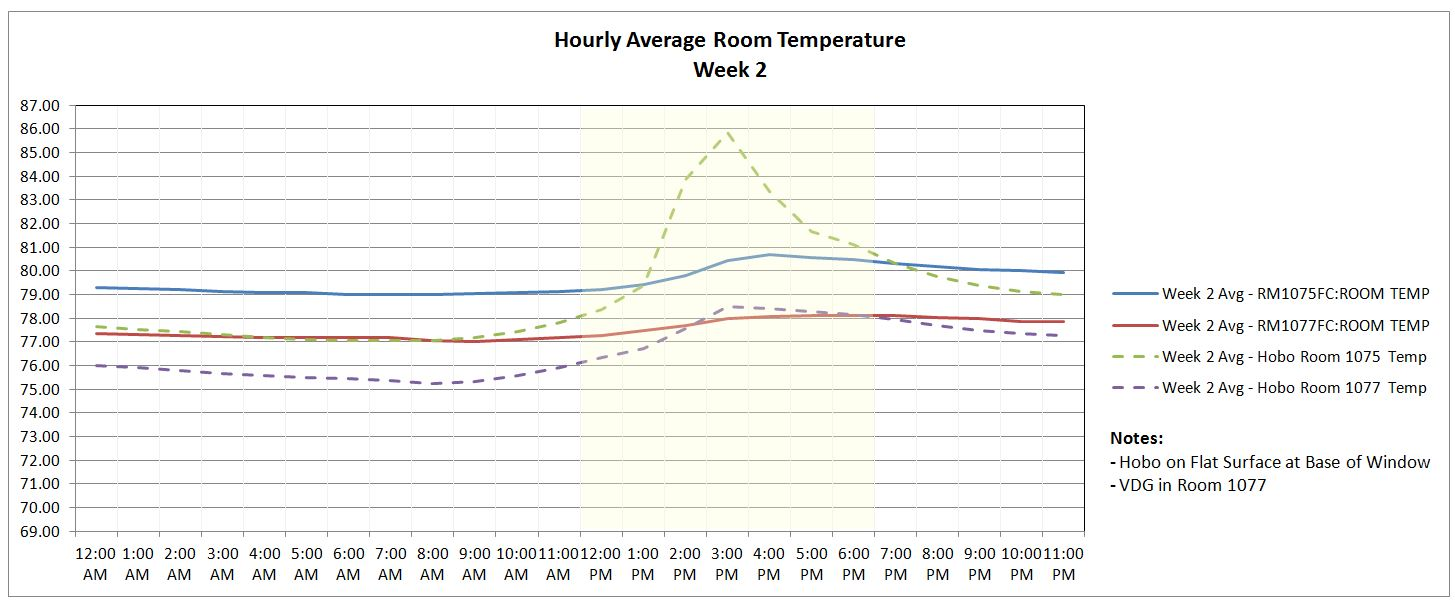 Hourly Average Room Temperature
Week 2
87.00
86.00
85.00
84.00
83.00
82.00
81.00
80.00
79.00
78.00
77.00
76.00
75.00
74.00
73.00
72.00
71.00
70.00
69.00
12:00 1:00 2:00 3:00 4:00 5:00 6:00 7:00 8:00 9:00 10:00 11:00 12:00 1:00 2:00 3:00 4:00 5:00 6:00 7:00 8:00 9:00 10:00 11:00
AM AM AM AM AM AM AM AM AM AM AM AM PM PM PM PM PM PM PM PM PM PM PM PM
Week 2 Avg - RM1075FC:ROOM TEMP
Week 2 Avg - RM1077FC:ROOM TEMP
Week 2 Avg - Hobo Room 1075 Temp
Week 2 Avg - Hobo Room 1077 Temp
Notes:
- Hobo on Flat Surface at Base of Window
- VDG in Room 1077